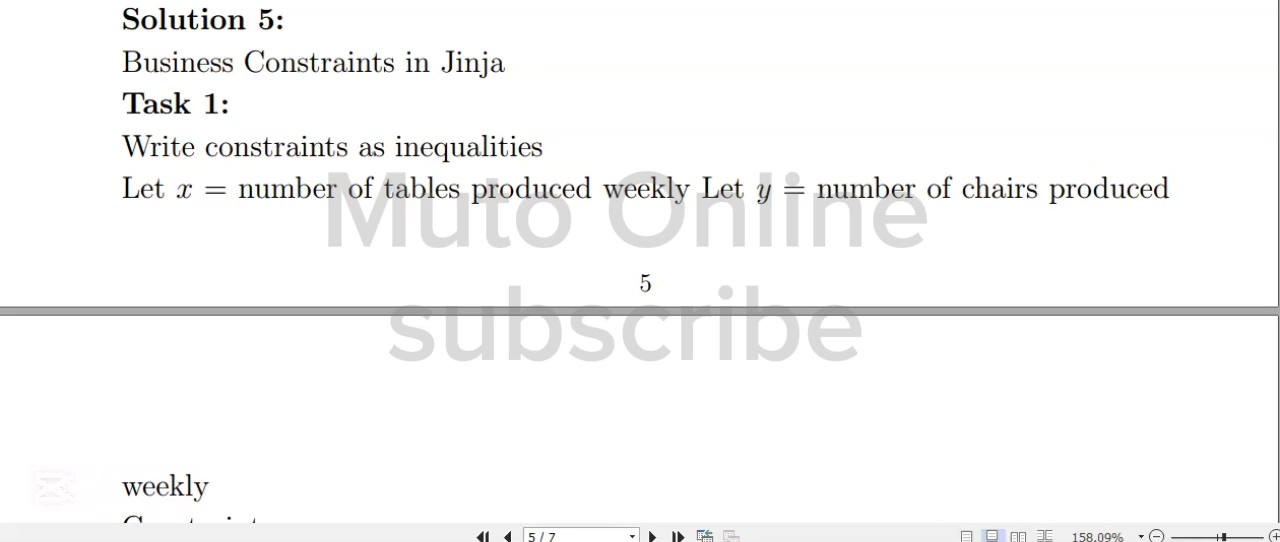 Solution 5:
Business Constraints in Jinja
Task 1:
Write constraints as inequalities
Let x = number of tables produced weekly Let y = number of chairs produced
Muto Online
5
subscribe
weekly
5 / 7
158.09%